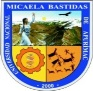 MICAELA BASTIDAS
UNIVERSIDAD NACIONAL
DE APURIMAC
- 2000 -